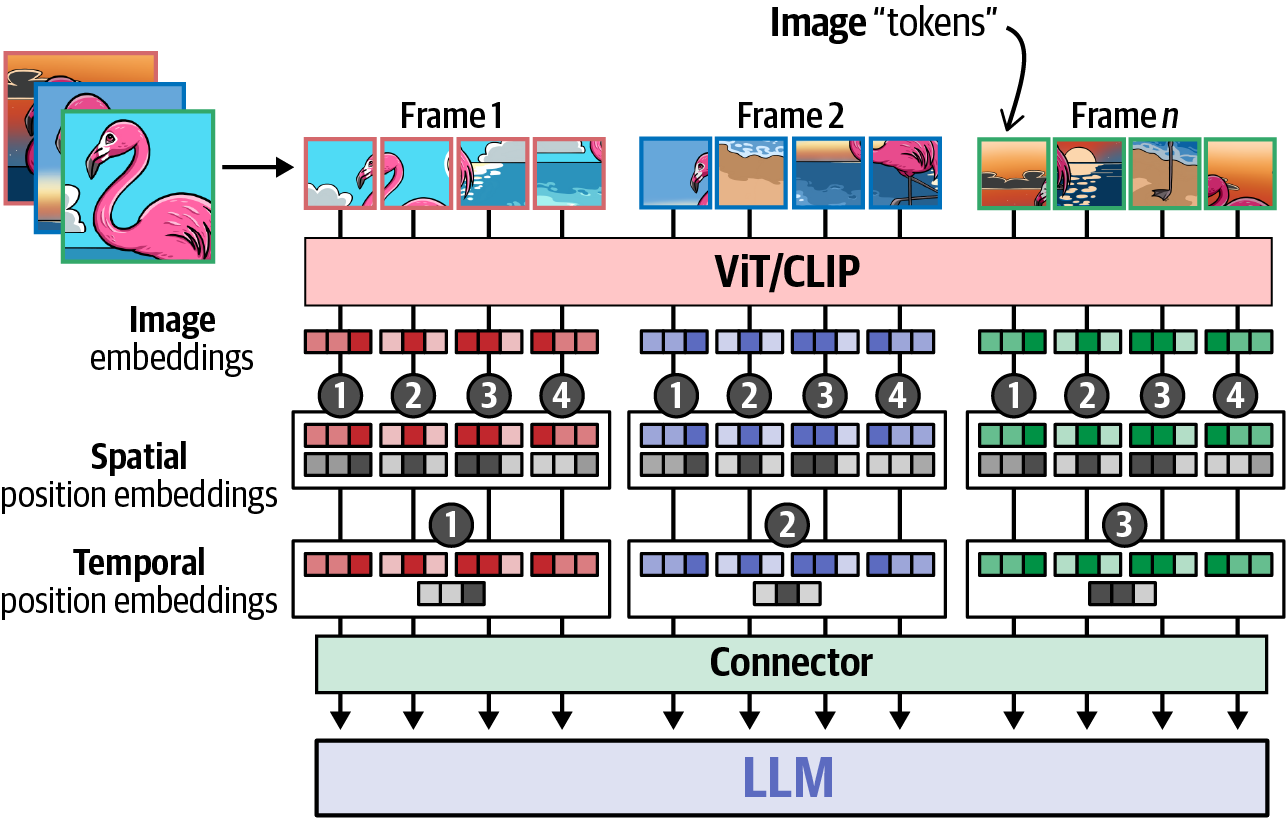 Image “tokens”
Frame 1
Frame 2
Frame n
ViT/CLIP
Image
embeddings
1 2 3 4 1 2 3 4 1 2 3 4
Spatial
position embeddings
1 2 3
Temporal
position embeddings
Connector
LLM